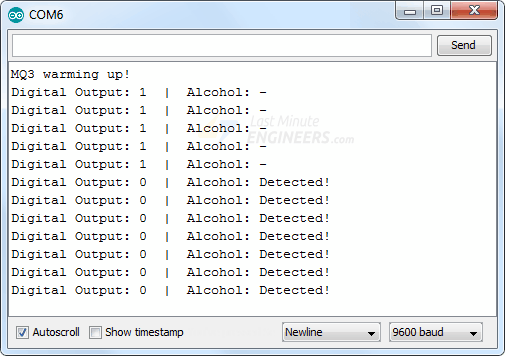 COM6
Send
MQ3 warming up!
Digital Output: 1 | Alcohol: -
Digital Output: 1 | Alcohol: -
Digital Output: 1 | Alcohol: -
Digital Output: 1 | Alcohol: -
Digital Output: 1 | Alcohol: -
Digital Output: 0 | Alcohol: Detected!
Digital Output: 0 | Alcohol: Detected!
Digital Output: 0 | Alcohol: Detected!
Digital Output: 0 | Alcohol: Detected!
Digital Output: 0 | Alcohol: Detected!
Digital Output: 0 | Alcohol: Detected!
Digital Output: 0 | Alcohol: Detected!
Last Minute
ENGINEERS.com
Autoscroll Show timestamp Newline 9600 baud